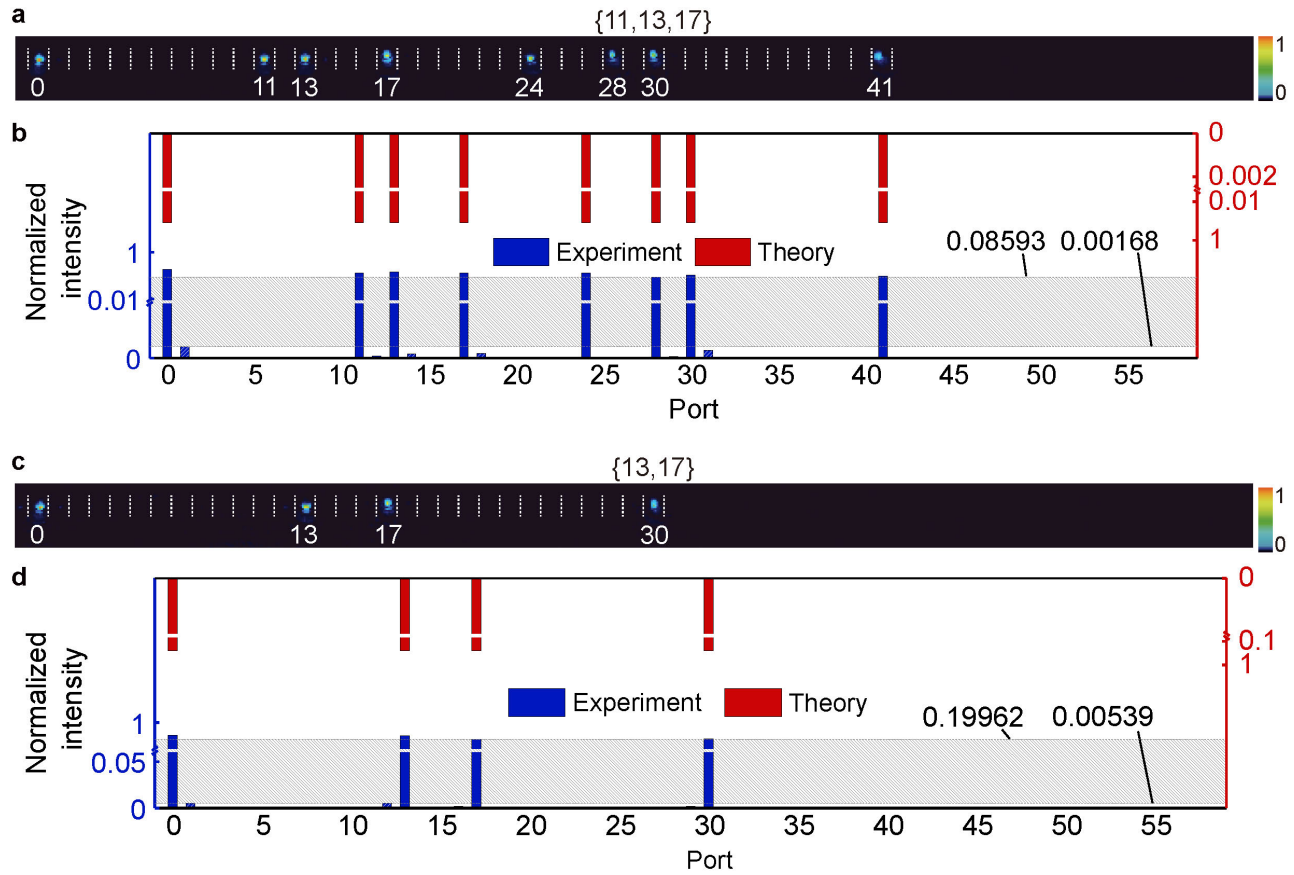 a
{11,13,17}
0 11 13 17 24 28 30 41
1
0
b
Normalized
intensity
1
0.01
0
0
0.002
0.01
1
Experiment Theory
0.08593 0.00168
0 5 10 15 20 25 30 35 40 45 50 55
Port
c
{13,17}
0 13 17 30
1
0
d
Normalized
intensity
1
0.05
0
0
0.1
1
Experiment Theory
0.19962 0.00539
0 5 10 15 20 25 30 35 40 45 50 55
Port